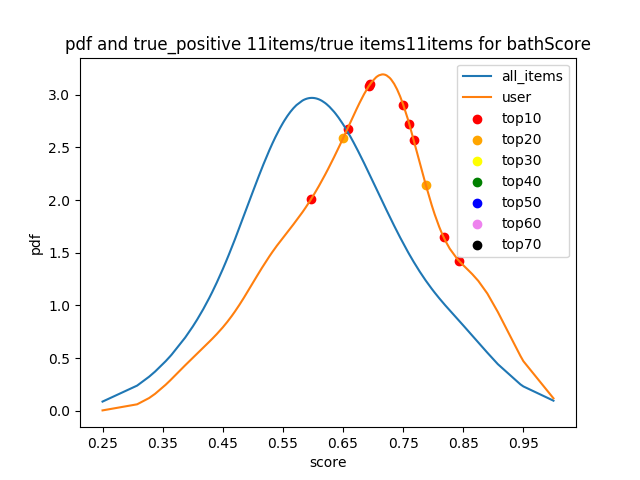 pdf and true_positive 11items/true items11items for bathScore
all_items
user
top10
top20
top30
top40
top50
top60
top70
3.0
2.5
2.0
1.5
1.0
0.5
0.0
pdf
0.25 0.35 0.45 0.55 0.65 0.75 0.85 0.95
score